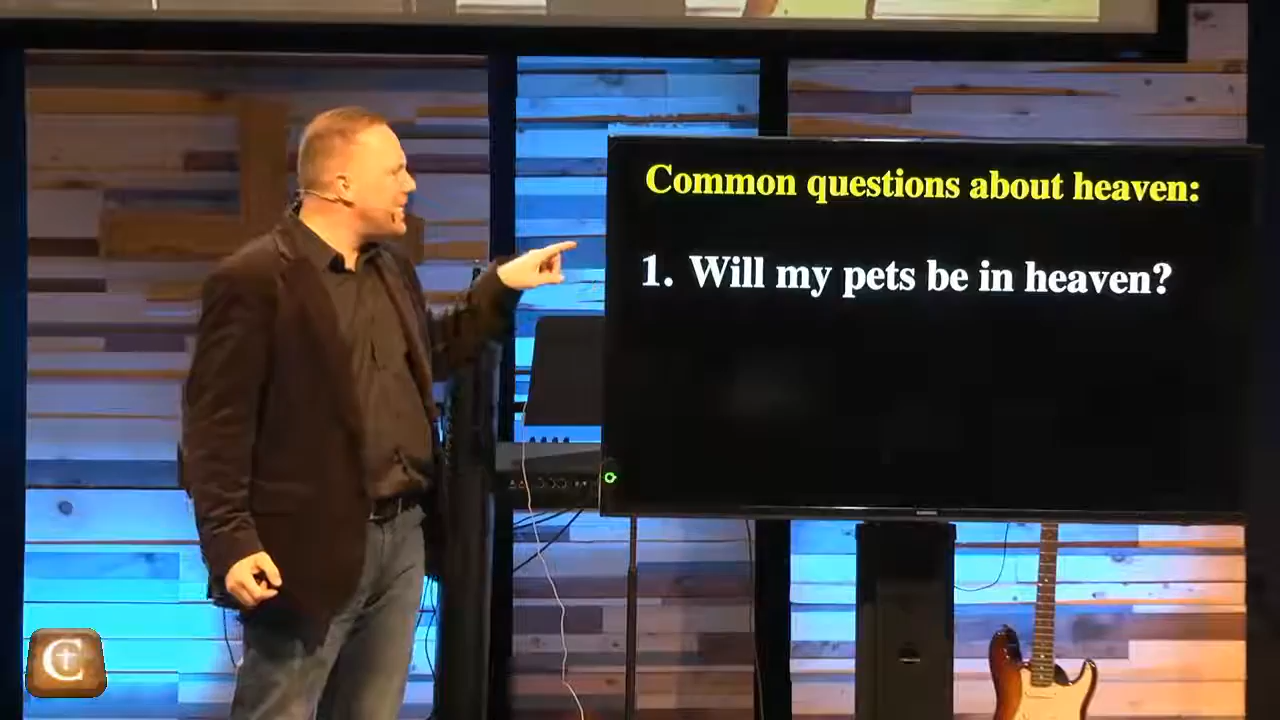 Common questions about heaven:
1. Will my pets be in heaven?
C